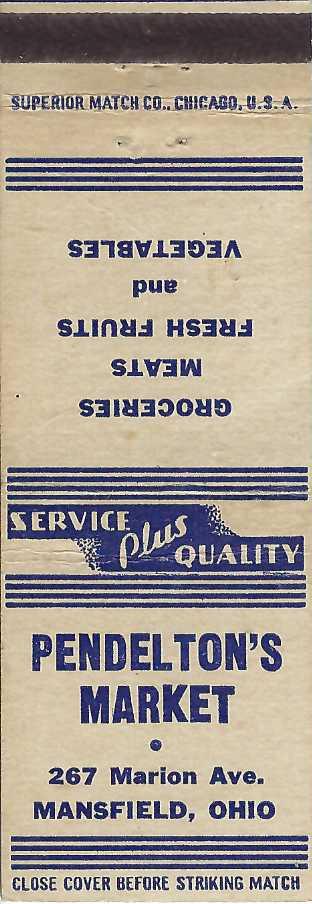 SUPERIOR MATCH CO., CHICAGO, U.S.A.
GROCERIES
MEATS
FRESH FRUITS
and
VEGETABLES
SERVICE
plus
QUALITY
PENDELTON'S
MARKET
•
267 Marion Ave.
MANSFIELD, OHIO
CLOSE COVER BEFORE STRIKING MATCH